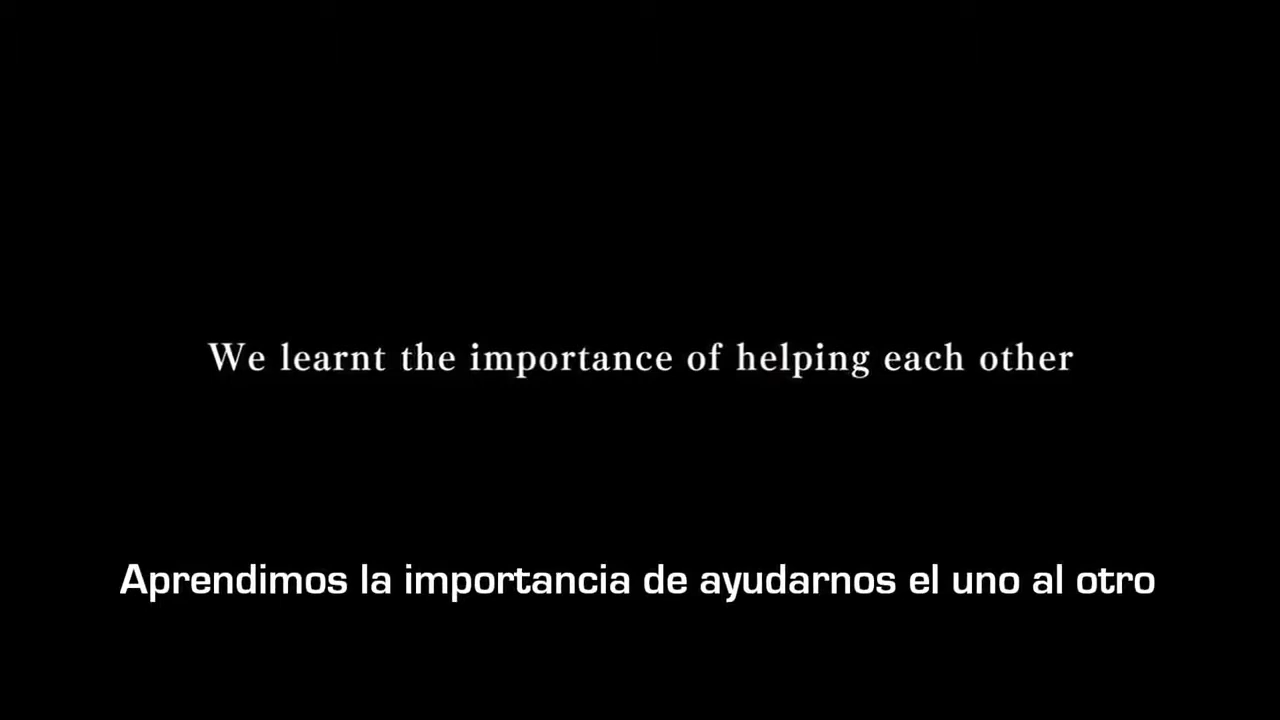 We learnt the importance of helping each other
Aprendimos la importancia de ayudarnos el uno al otro